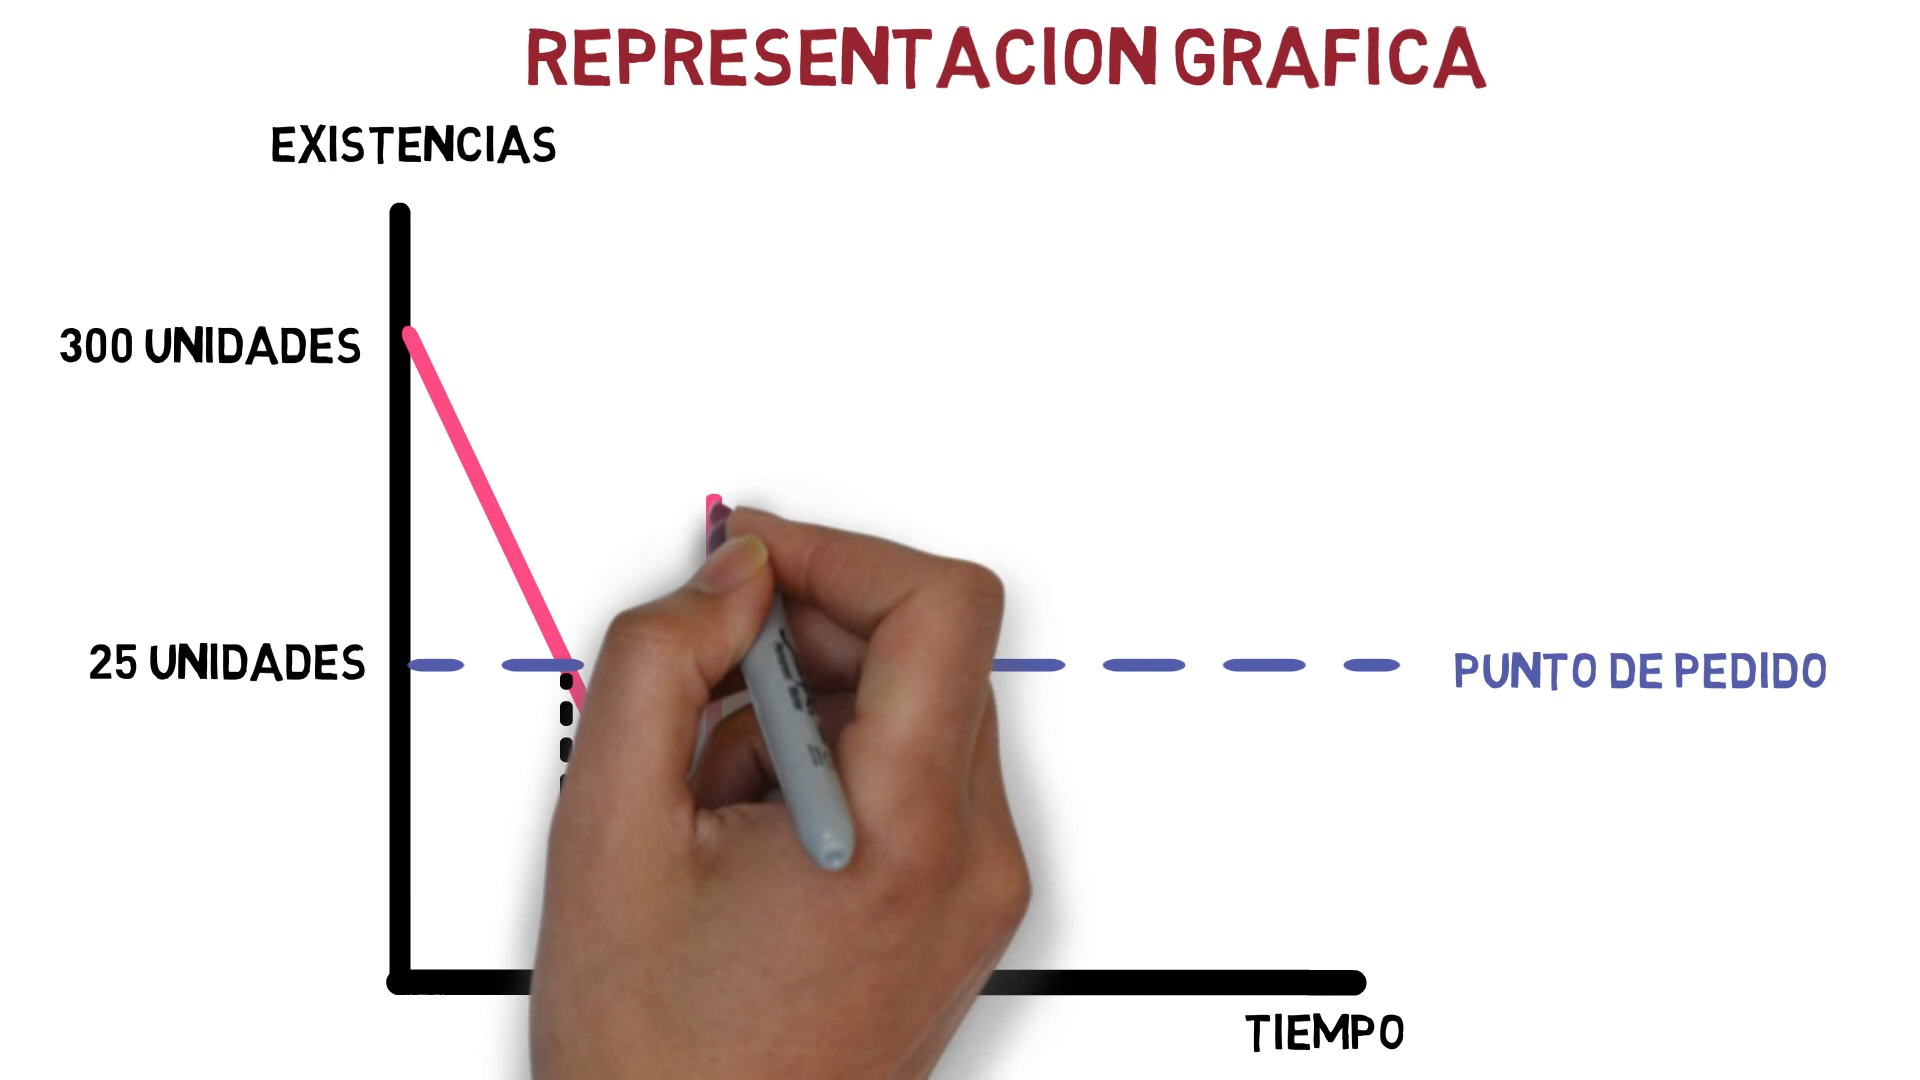 REPRESENTACION GRAFICA
EXISTENCIAS
300 UNIDADES
25 UNIDADES
PUNTO DE PEDIDO
TIEMPO